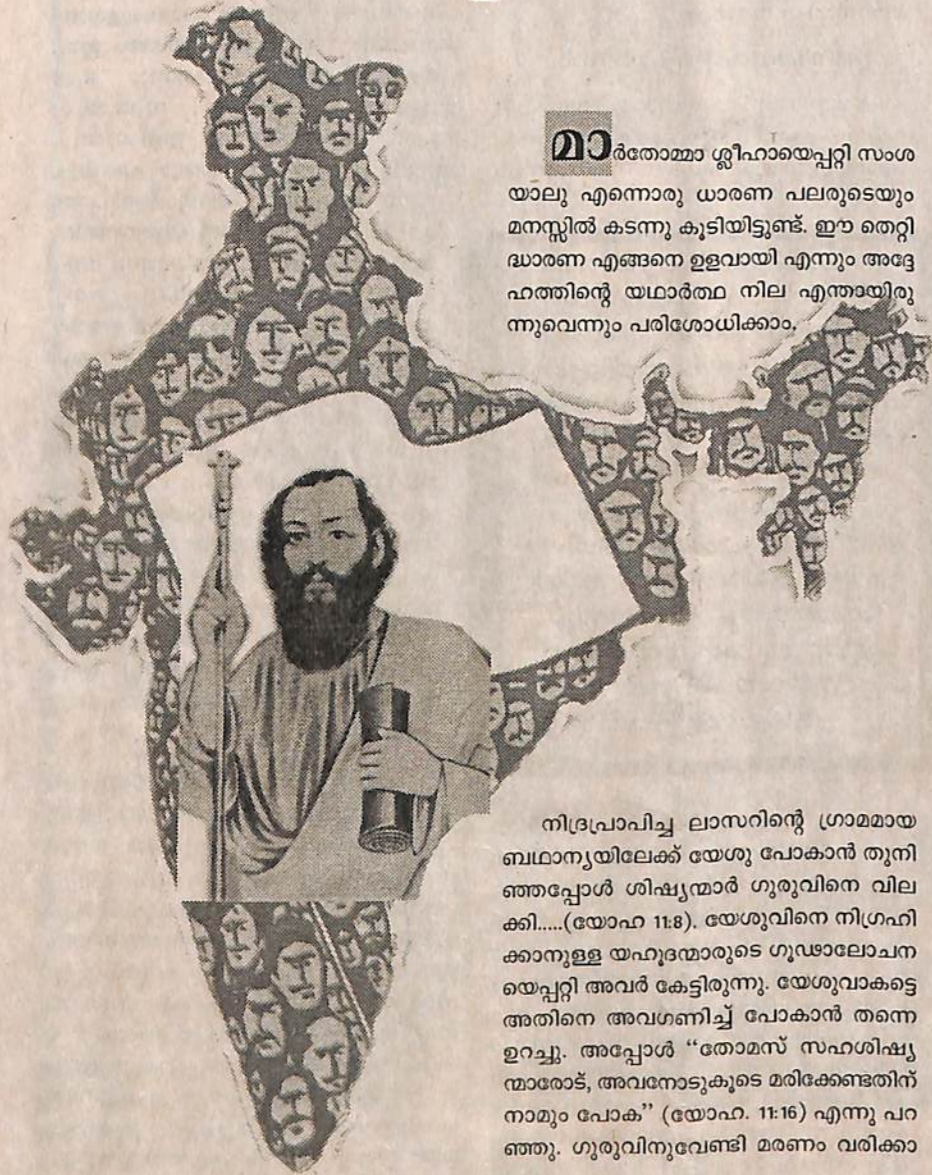 മാർതോമ്മാ ശ്ലീഹായെപ്പറ്റി സംശ
യാലു എന്നൊരു ധാരണ പലരുടെയും
മനസ്സിൽ കടന്നു കൂടിയിട്ടുണ്ട്. ഈ തെറ്റി
ദ്ധാരണ എങ്ങനെ ഉളവായി എന്നും അദ്ദേ
ഹത്തിന്റെ യഥാർത്ഥ നില എന്തായിരു
ന്നുവെന്നും പരിശോധിക്കാം.
നിദ്രപ്രാപിച്ച ലാസറിന്റെ ഗ്രാമമായ
ബഥാന്യയിലേക്ക് യേശു പോകാൻ തുനി
ഞ്ഞപ്പോൾ ശിഷ്യന്മാർ ഗുരുവിനെ വില
ക്കി.....(യോഹ 11:8). യേശുവിനെ നിഗ്രഹി
ക്കാനുള്ള യഹൂദന്മാരുടെ ഗൂഢാലോചന
യെപ്പറ്റി അവർ കേട്ടിരുന്നു. യേശുവാകട്ടെ
അതിനെ അവഗണിച്ച് പോകാൻ തന്നെ
ഉറച്ചു. അപ്പോൾ “തോമസ് സഹശിഷ്യ
ന്മാരോട്, അവനോടുകൂടെ മരിക്കേണ്ടതിന്
നാമും പോക” (യോഹ. 11:16) എന്നു പറ
ഞ്ഞു. ഗുരുവിനുവേണ്ടി മരണം വരിക്കാ